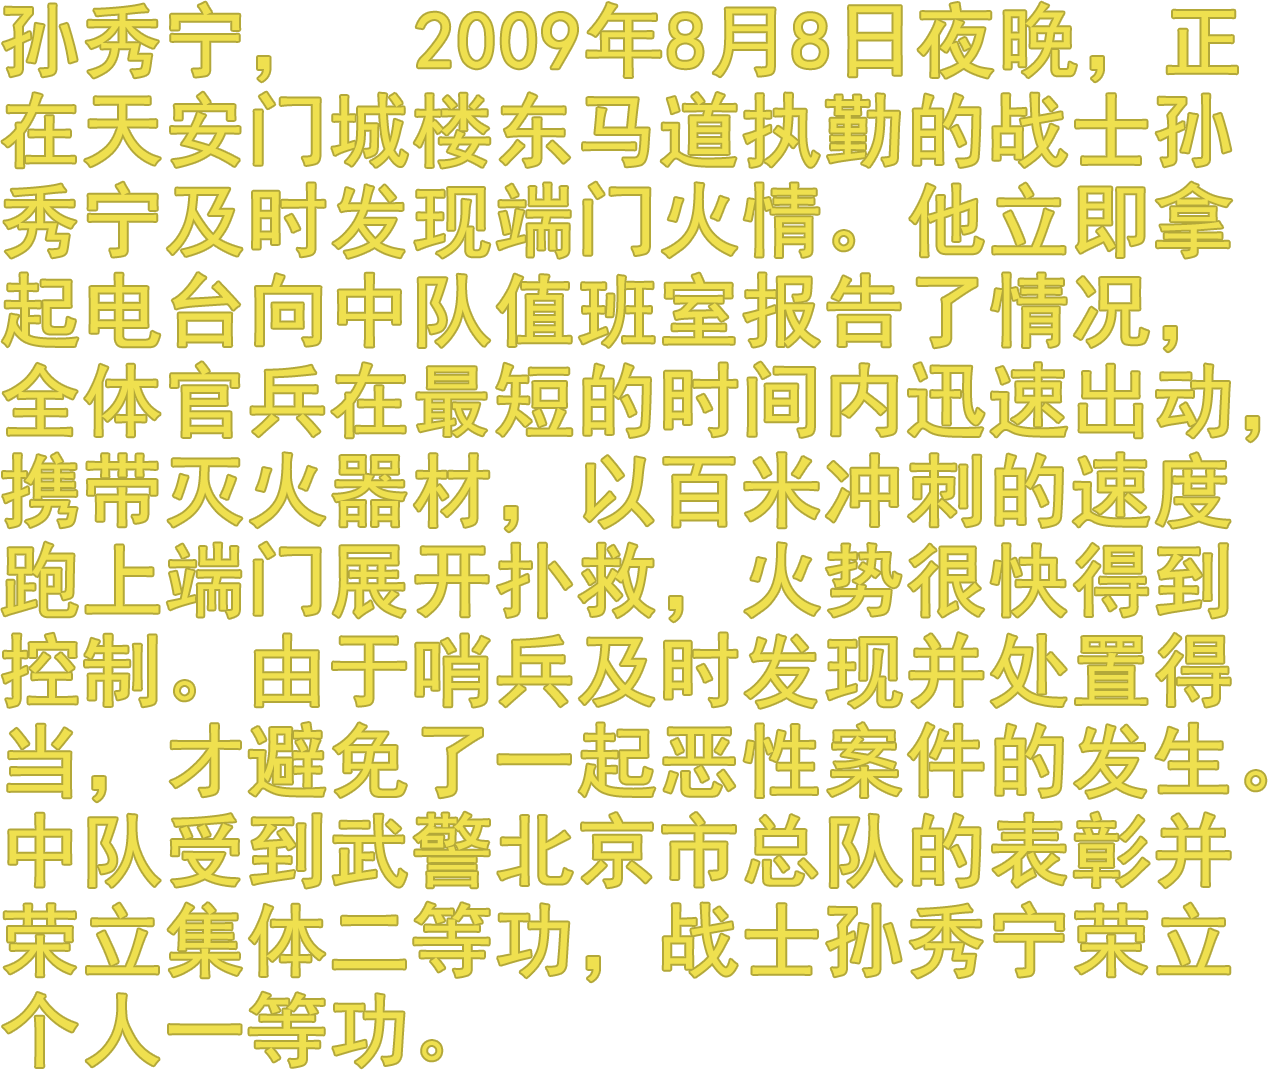 孙秀宁，　2009年8月8日夜晚，正
在天安门城楼东马道执勤的战士孙
秀宁及时发现端门火情。他立即拿
起电台向中队值班室报告了情况，
全体官兵在最短的时间内迅速出动，
携带灭火器材，以百米冲刺的速度
跑上端门展开扑救，火势很快得到
控制。由于哨兵及时发现并处置得
当，才避免了一起恶性案件的发生。
中队受到武警北京市总队的表彰并
荣立集体二等功，战士孙秀宁荣立
个人一等功。